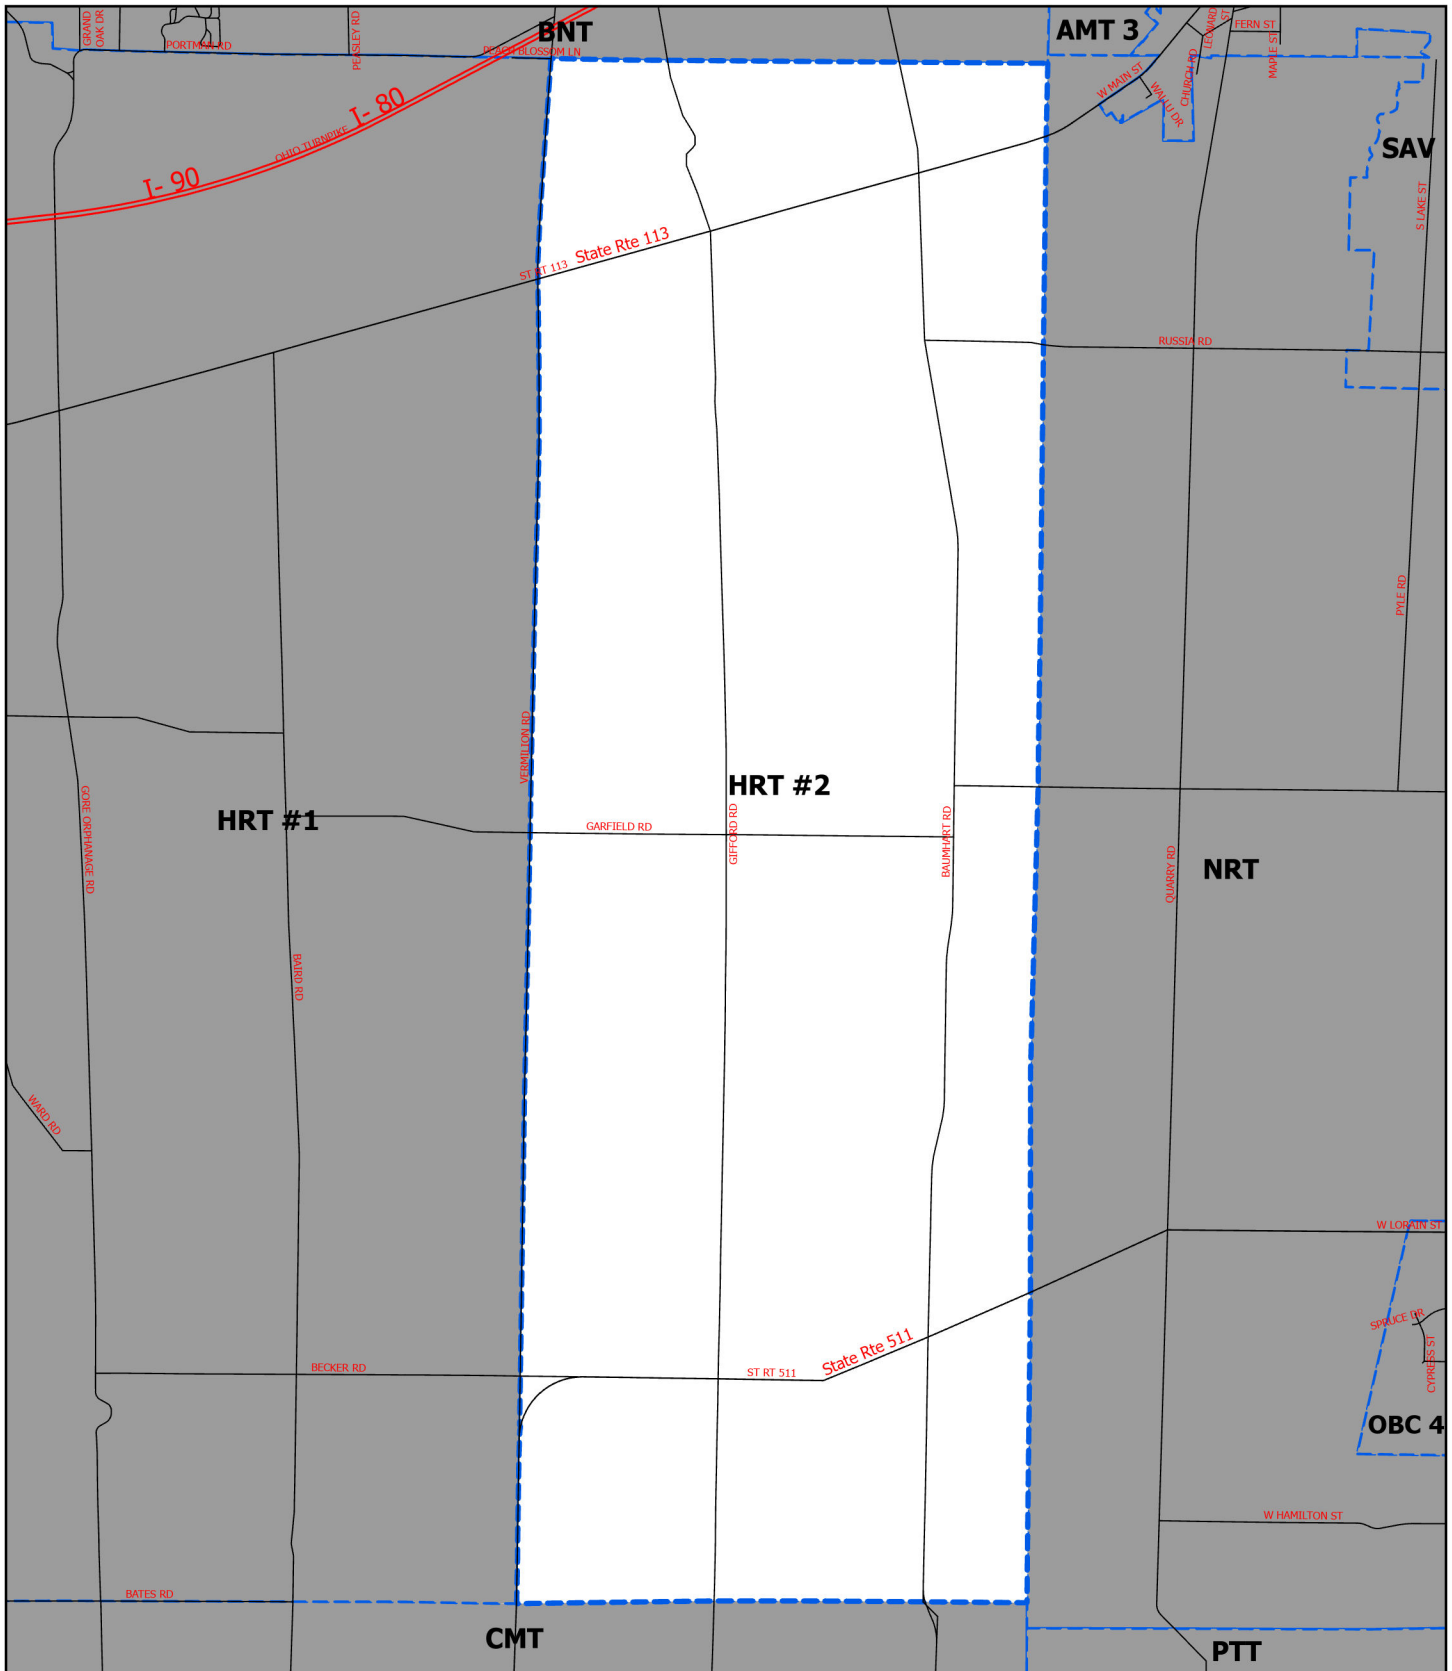 GRAND
OAK DR
PORTMAN RD
PEASLEY RD
BNT
PEACH BLOSSOM LN
AMT 3
LEONARD
ST
FERN ST
MAPLE ST
CHURCH RD
W MAIN ST
WALLU DR
SAV
S LAKE ST
I- 80
OHIO TURNPIKE
I- 90
State Rte 113
ST RT 113
RUSSIA RD
PYLE RD
VERMILION RD
HRT #2
HRT #1
GORE ORPHANAGE RD
GARFIELD RD
GIFFORD RD
BAUMHART RD
QUARRY RD
NRT
BAIRD RD
WARD RD
W LORAIN ST
SPRUCE DR
CYPRESS ST
State Rte 511
BECKER RD
ST RT 511
OBC 4
W HAMILTON ST
BATES RD
CMT
PTT